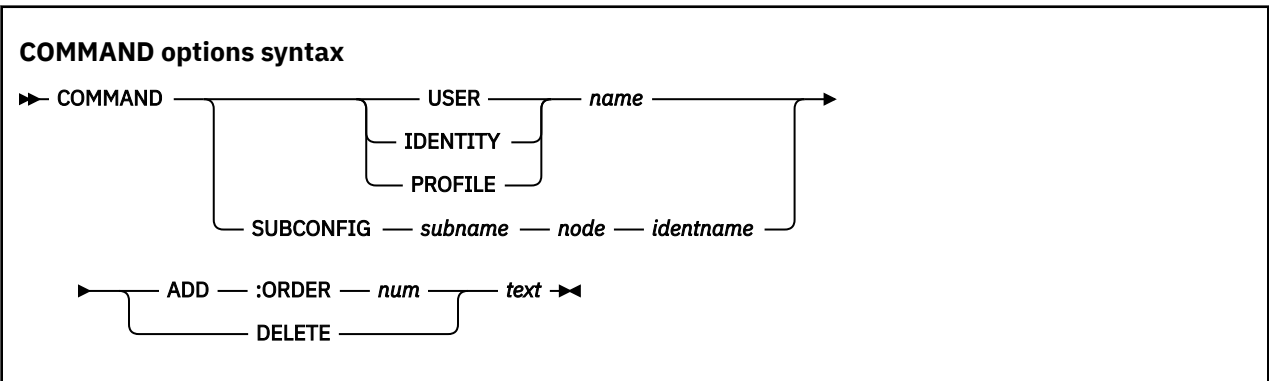 COMMAND options syntax
COMMAND USER name
IDENTITY
PROFILE
SUBCONFIG subname node identname
ADD :ORDER num text
DELETE